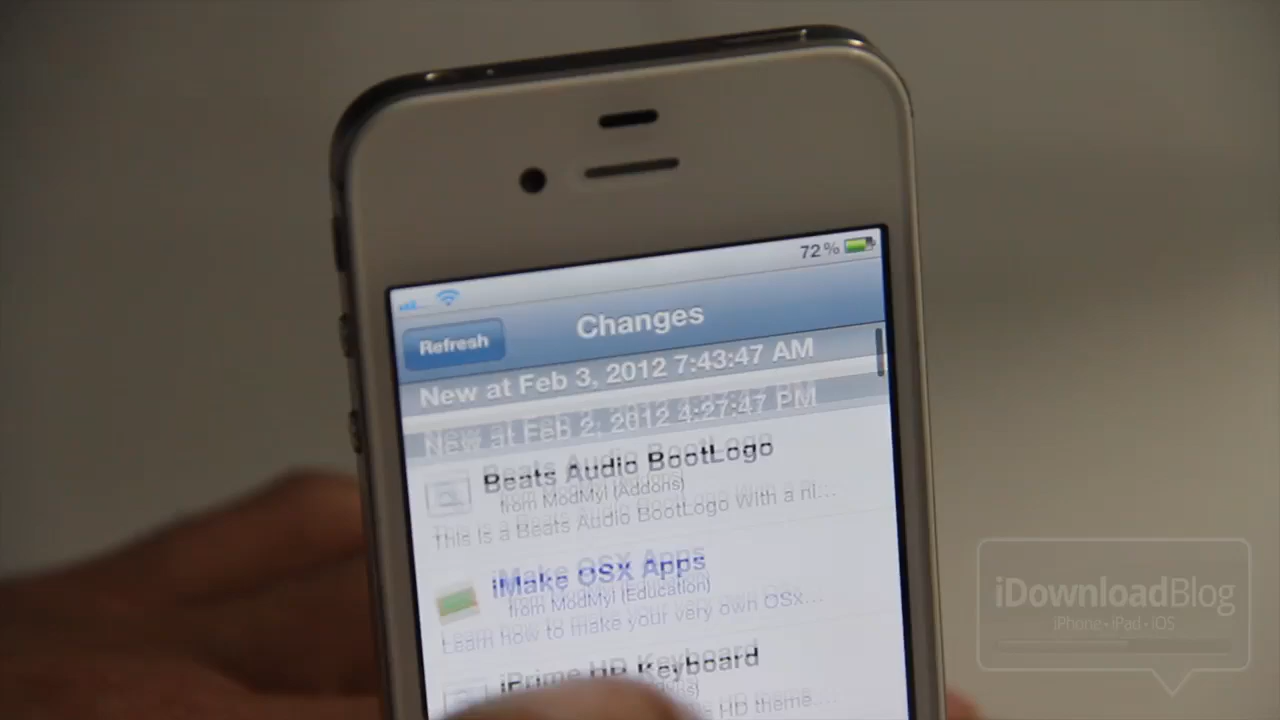 72%
Refresh
Changes
New at Feb 3, 2012 7:43:47 AM
New at Feb 2, 2012 4:27:47 PM
Beats Audio BootLogo
from ModMyI (Addons)
This Is a Beats Audio BootLogo With a ni...
iMake OSX Apps
from ModMyI (Education)
Learn how to make your very own OSx...
iPrime HD Keyboard
HD theme...
iDownloadBlog
iPhone • iPad • iOS